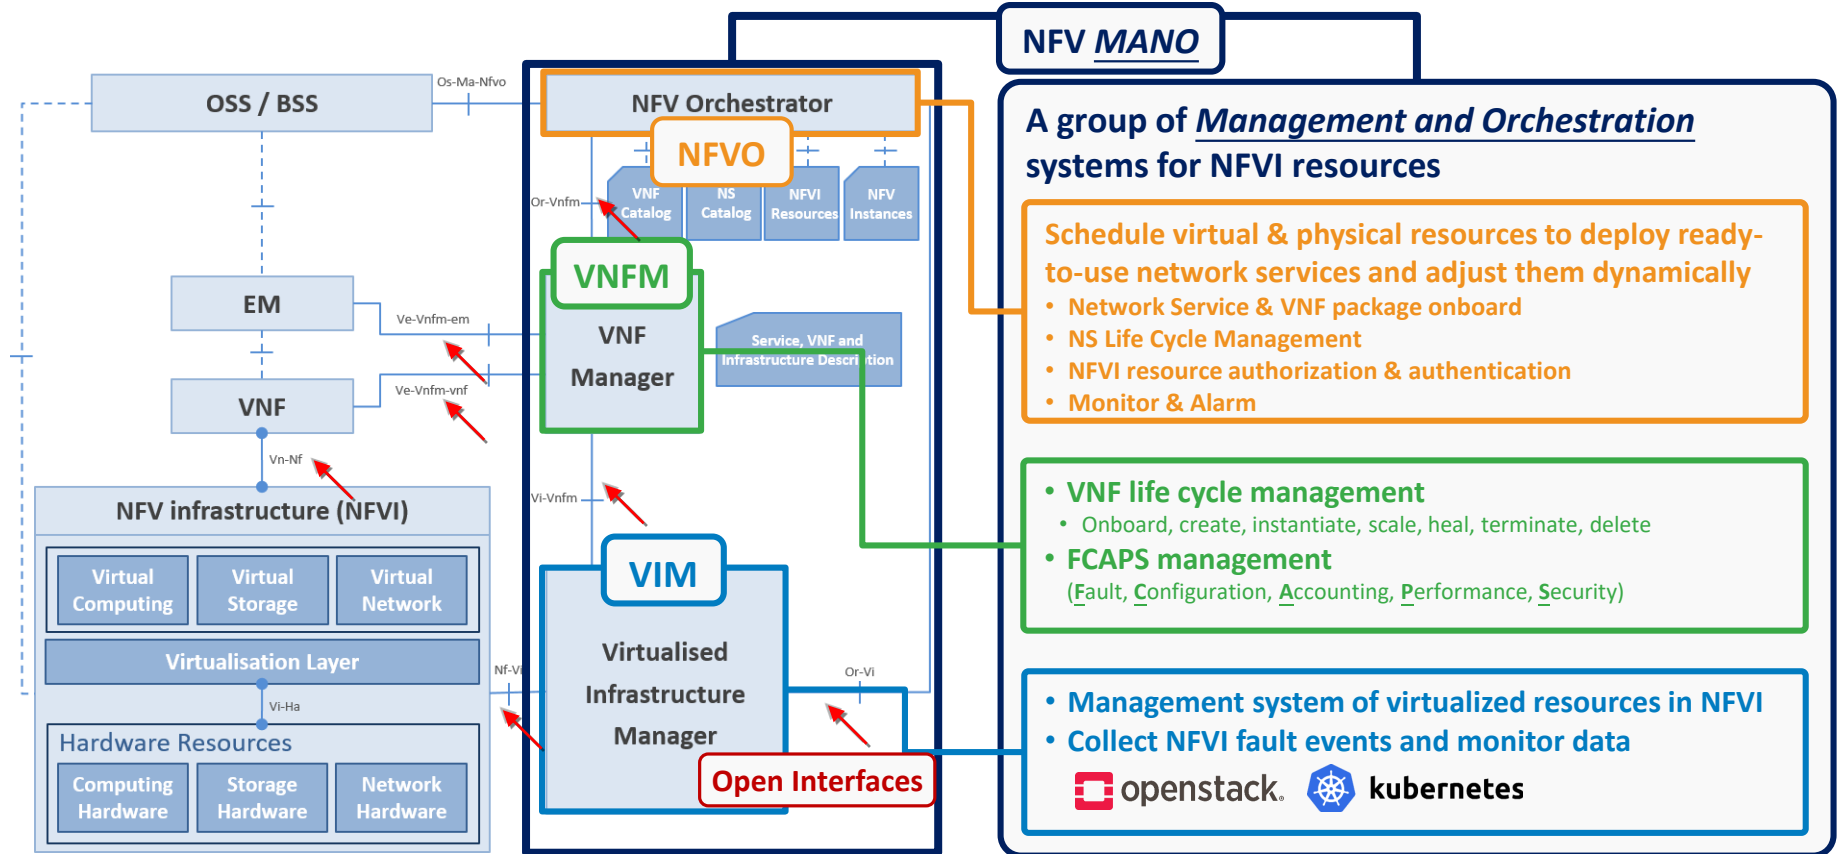 NFV MANO
OSS / BSS
Os-Ma-Nfvo
NFV Orchestrator
NFVO
VNF
Catalog
NS
Catalog
NFVI
Resources
NFV
Instances
Or-Vnfm
EM
Ve-Vnfm-em
VNFM
VNF
Manager
Service, VNF and
Infrastructure Description
VNF
Ve-Vnfm-vnf
Vn-Nf
NFV infrastructure (NFVI)
Virtual
Computing
Virtual
Storage
Virtual
Network
Virtualisation Layer
Vi-Ha
Hardware Resources
Computing
Hardware
Storage
Hardware
Network
Hardware
Vi-Vnfm
VIM
Virtualised
Infrastructure
Manager
Nf-Vi
Or-Vi
Open Interfaces
A group of Management and Orchestration
systems for NFVI resources
Schedule virtual & physical resources to deploy ready-
to-use network services and adjust them dynamically
• Network Service & VNF package onboard
• NS Life Cycle Management
• NFVI resource authorization & authentication
• Monitor & Alarm
• VNF life cycle management
• Onboard, create, instantiate, scale, heal, terminate, delete
• FCAPS management
(Fault, Configuration, Accounting, Performance, Security)
• Management system of virtualized resources in NFVI
• Collect NFVI fault events and monitor data
openstack.
kubernetes